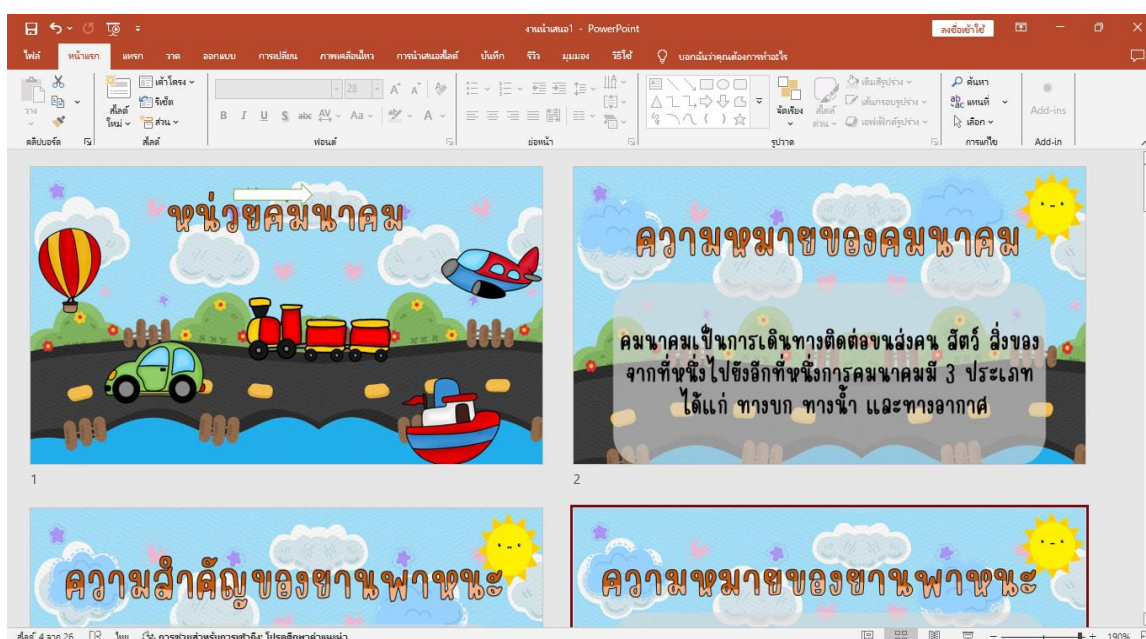 งานนำเสนอ1 - PowerPoint
ลงชื่อเข้าใช้
ไฟล์ หน้าแรก แทรก วาด ออกแบบ การเปลี่ยน ภาพเคลื่อนไหว การนำเสนอสไลด์ บันทึก รีวิว มุมมอง วิธีใช้ บอกฉันว่าคุณต้องการทำอะไร
วาง
คลิปบอร์ด
สไลด์ใหม่
เค้าโครง
รีเซ็ต
ส่วน
สไลด์
28
B I U S abc AV Aa A
ฟอนต์
ย่อหน้า
จัดเรียง
สไตล์ด่วน
เติมสีรูปร่าง
เส้นกรอบรูปร่าง
เอฟเฟ็กต์รูปร่าง
รูปวาด
ค้นหา
แทนที่
เลือก
การแก้ไข
Add-ins
Add-in
หน่วยคมนาคม
1
ความหมายของคมนาคม
คมนาคมเป็นการเดินทางติดต่อขนส่งคน สัตว์ สิ่งของ
จากที่หนึ่งไปยังอีกที่หนึ่งการคมนาคมมี 3 ประเภท
ได้แก่ ทางบก ทางน้ำ และทางอากาศ
2
ความสำคัญของยานพาหนะ
ความหมายของยานพาหนะ
สไลด์ 4 จาก 26 ไทย การช่วยสำหรับการเข้าถึง: โปรดศึกษาคำแนะนำ 190%